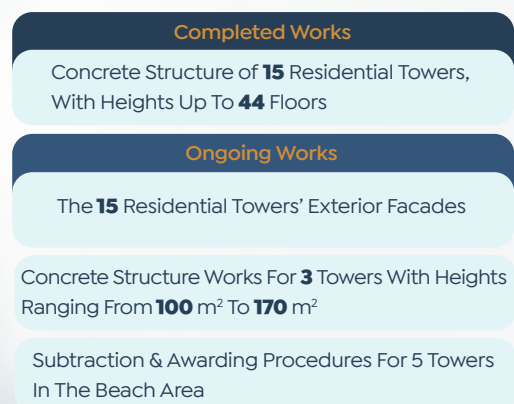 Completed Works
Concrete Structure of 15 Residential Towers,
With Heights Up To 44 Floors
Ongoing Works
The 15 Residential Towers' Exterior Facades
Concrete Structure Works For 3 Towers With Heights
Ranging From 100 m² To 170 m²
Subtraction & Awarding Procedures For 5 Towers
In The Beach Area